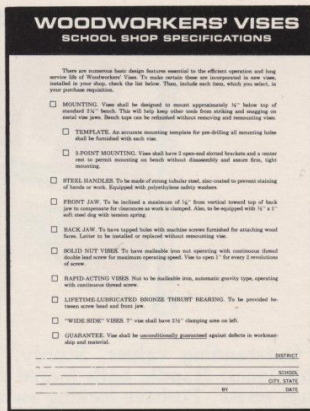 WOODWORKERS' VISES
SCHOOL SHOP SPECIFICATIONS
There are numerous basic design features essential to the efficient operation and long
service life of Woodworkers' Vises. To make certain these are incorporated in new vises,
installed in your shop, check the list below. Then, include each item, which you select, in
your purchase requisition.
MOUNTING. Vises shall be designed to mount approximately ¼" below top of
standard 2¼" bench. This will help keep other tools from striking and snagging on
metal vise jaws. Bench tops can be refinished without removing and remounting vises.
TEMPLATE. An accurate mounting template for pre-drilling all mounting holes
shall be furnished with each vise.
3-POINT MOUNTING. Vises shall have 2 open-end slotted brackets and a center
rest to permit mounting on bench without disassembly and assure firm, tight
mounting.
STEEL HANDLES. To be made of strong tubular steel, zinc-coated to prevent staining
of hands or work. Equipped with polyethylene safety washers.
FRONT JAW. To be inclined a maximum of from vertical toward top of back
jaw to compensate for clearances as work is clamped. Also, to be equipped with x 1"
soft steel dog with tension spring.
BACK JAW. To have tapped holes with machine screws furnished for attaching wood
faces. Latter to be installed or replaced without removing vise.
SOLID NUT VISES. To have malleable iron nut operating with continuous thread
double lead screw for maximum operating speed. Vise to open 1" for every 2 revolutions
of screw.
RAPID-ACTING VISES. Nut to be malleable iron, automatic gravity type, operating
with continuous thread screw.
LIFETIME-LUBRICATED BRONZE THRUST BEARING. To be provided be-
tween screw head and front jaw.
"WIDE SIDE" VISES. 7" vise shall have 2½" clamping area on left.
GUARANTEE. Vise shall be unconditionally guaranteed against defects in workman-
ship and material.
DISTRICT
SCHOOL
CITY, STATE
BY DATE